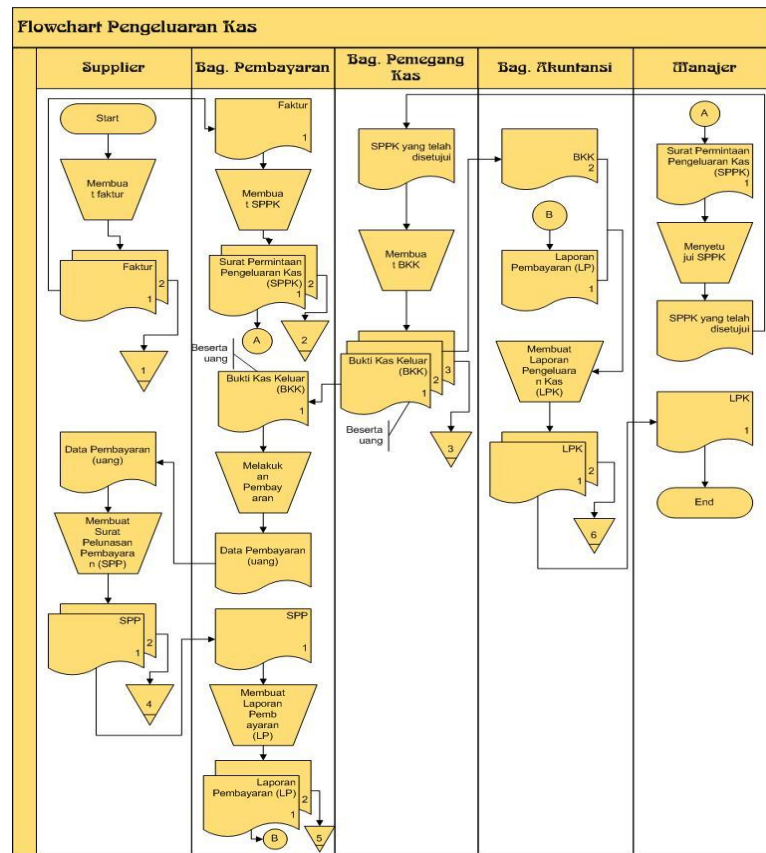 Flowchart Pengeluaran Kas
Supplier
Bag. Pembayaran
Bag. Pemegang
Kas
Bag. Akuntansi
Manajer
Start
Membua
t faktur
Faktur
2
1
1
Data Pembayaran
(uang)
Membuat
Surat
Pelunasan
Pembayara
n (SPP)
SPP
2
1
4
Faktur
1
Membua
t SPPK
Surat Permintaan
Pengeluaran Kas
(SPPK)
2
1
A
2
Beserta
uang
Bukti Kas Keluar
(BKK)
1
Melakuk
an
Pembay
aran
Data Pembayaran
(uang)
SPP
1
Membuat
Laporan
Pemb
ayaran
(LP)
Laporan
Pembayaran (LP)
2
1
B
5
SPPK yang telah
disetujui
Membua
t BKK
Bukti Kas Keluar
(BKK)
3
2
1
Beserta
uang
3
BKK
2
B
Laporan
Pembayaran (LP)
1
Membuat
Laporan
Pengeluara
n Kas
(LPK)
LPK
2
1
6
A
Surat Permintaan
Pengeluaran Kas
(SPPK)
1
Menyetu
jui SPPK
SPPK yang telah
disetujui
LPK
1
End